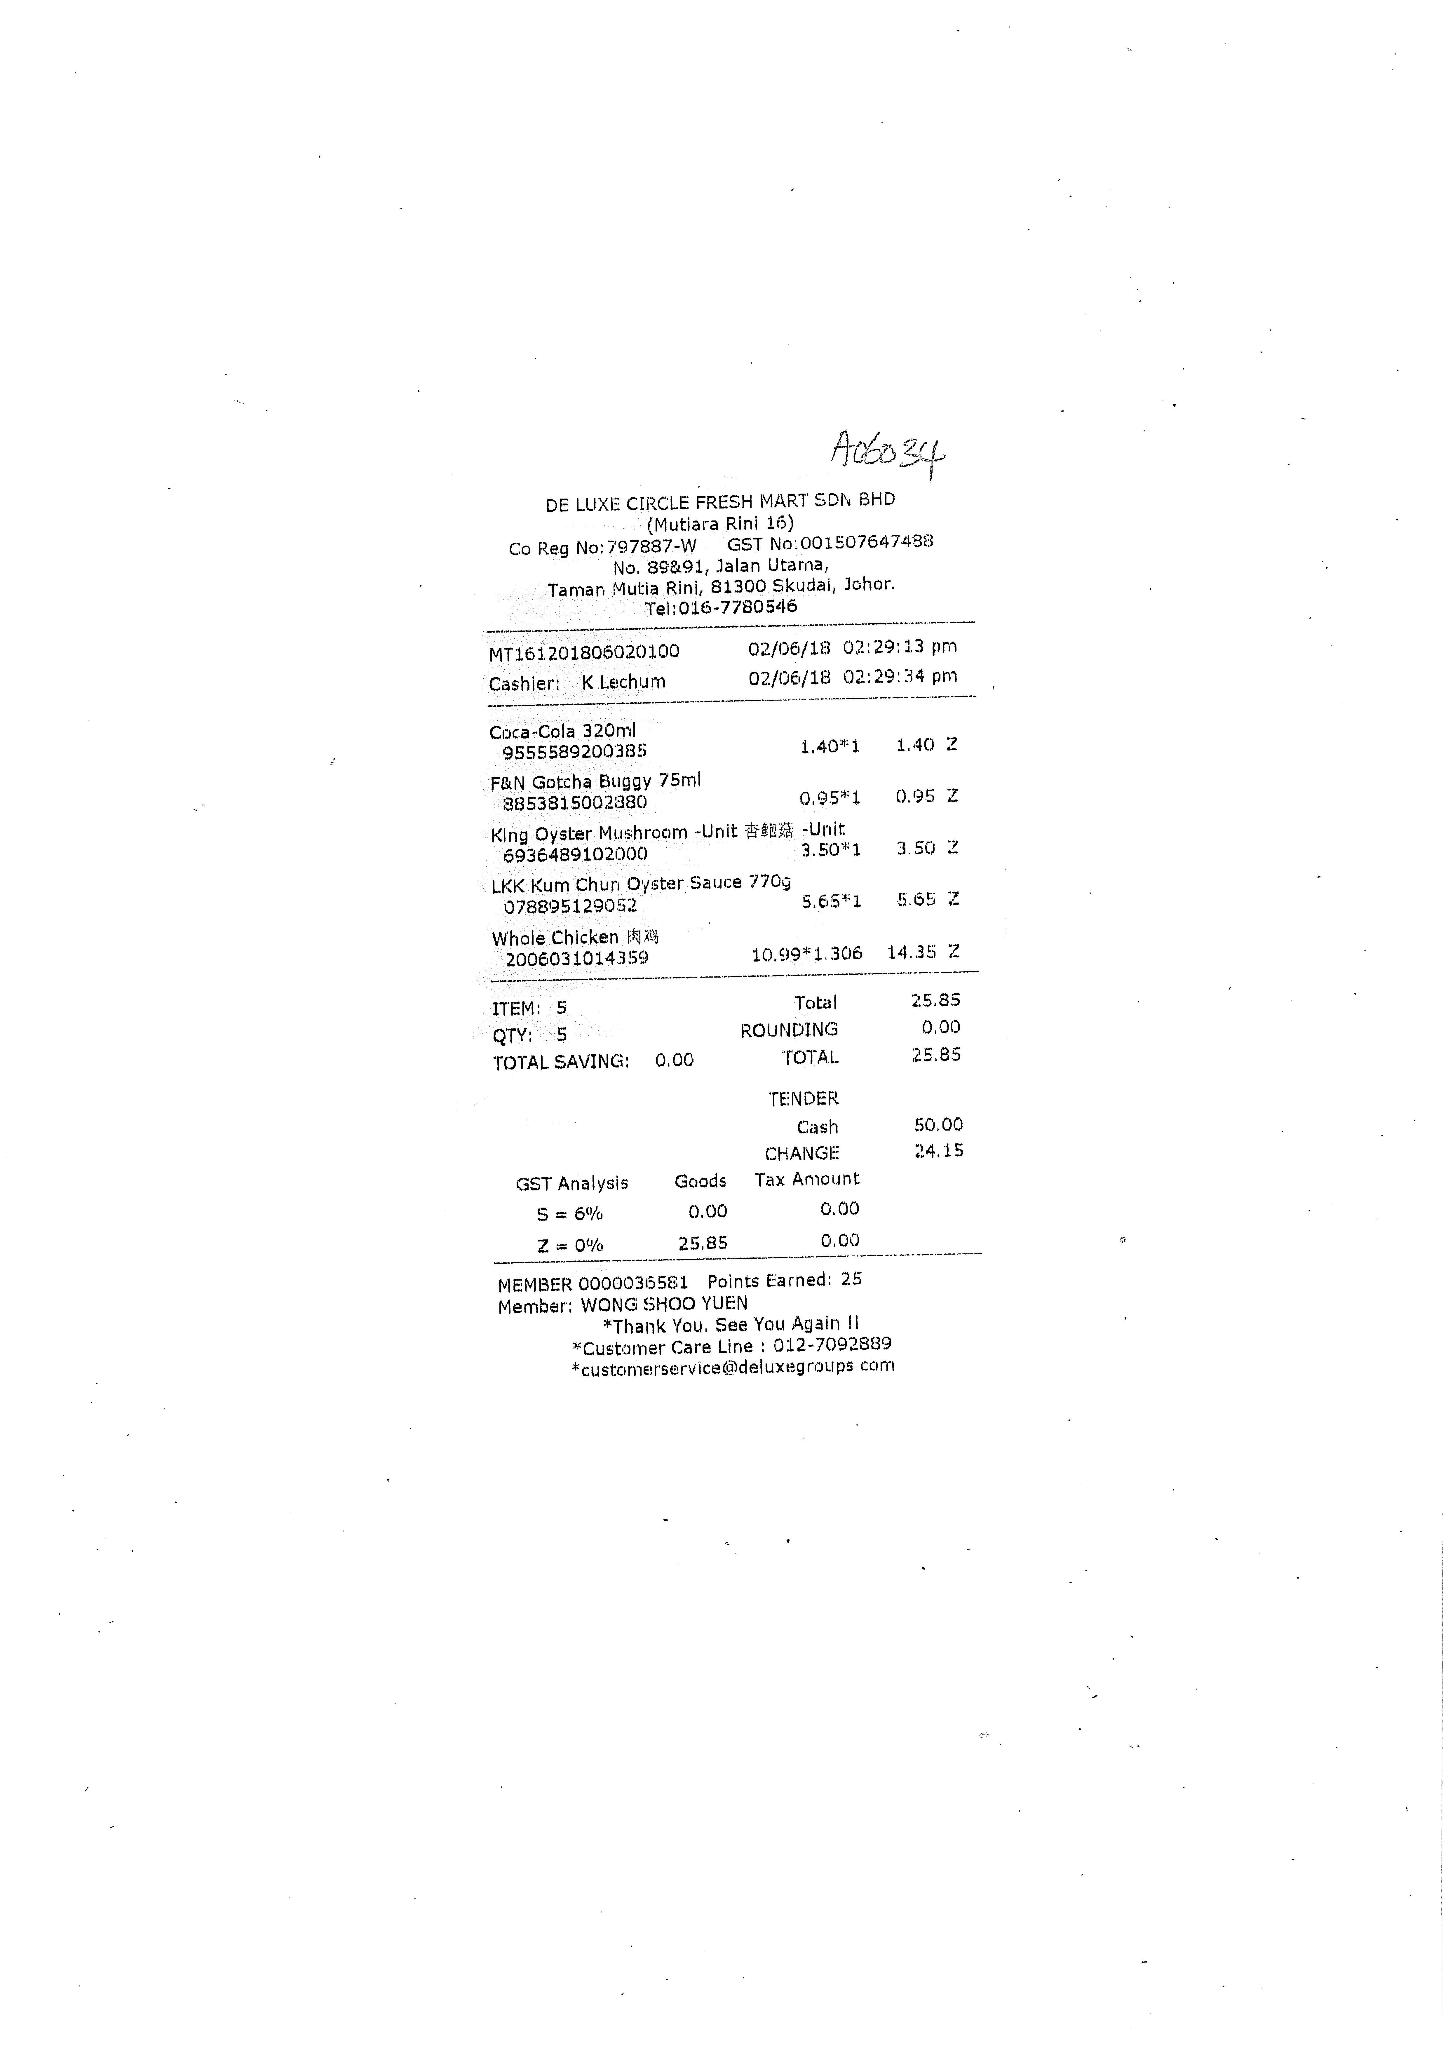 A06034
DE LUXE CIRCLE FRESH MART SDN BHD
(Mutiara Rini 16)
Co Reg No:797887-W GST No:001507647488
No. 89&91, Jalan Utama,
Taman Mutia Rini, 81300 Skudai, Johor.
Tel:016-7780546
MT161201806020100 02/06/18 02:29:13 pm
Cashier: K Lechum 02/06/18 02:29:34 pm
Coca-Cola 320ml
9555589200385 1.40*1 1.40 Z
F&N Gotcha Buggy 75ml
8853815002880 0.95*1 0.95 Z
King Oyster Mushroom -Unit 杏鲍菇 -Unit
6936489102000 3.50*1 3.50 Z
LKK Kum Chun Oyster Sauce 770g
078895129052 5.65*1 5.65 Z
Whole Chicken 肉鸡
2006031014359 10.99*1.306 14.35 Z
ITEM: 5 Total 25.85
QTY: 5 ROUNDING 0.00
TOTAL SAVING: 0.00 TOTAL 25.85
TENDER
Cash 50.00
CHANGE 24.15
GST Analysis Goods Tax Amount
S = 6% 0.00 0.00
Z = 0% 25.85 0.00
MEMBER 0000036581 Points Earned: 25
Member: WONG SHOO YUEN
*Thank You. See You Again !!
*Customer Care Line : 012-7092889
*customerservice@deluxegroups com